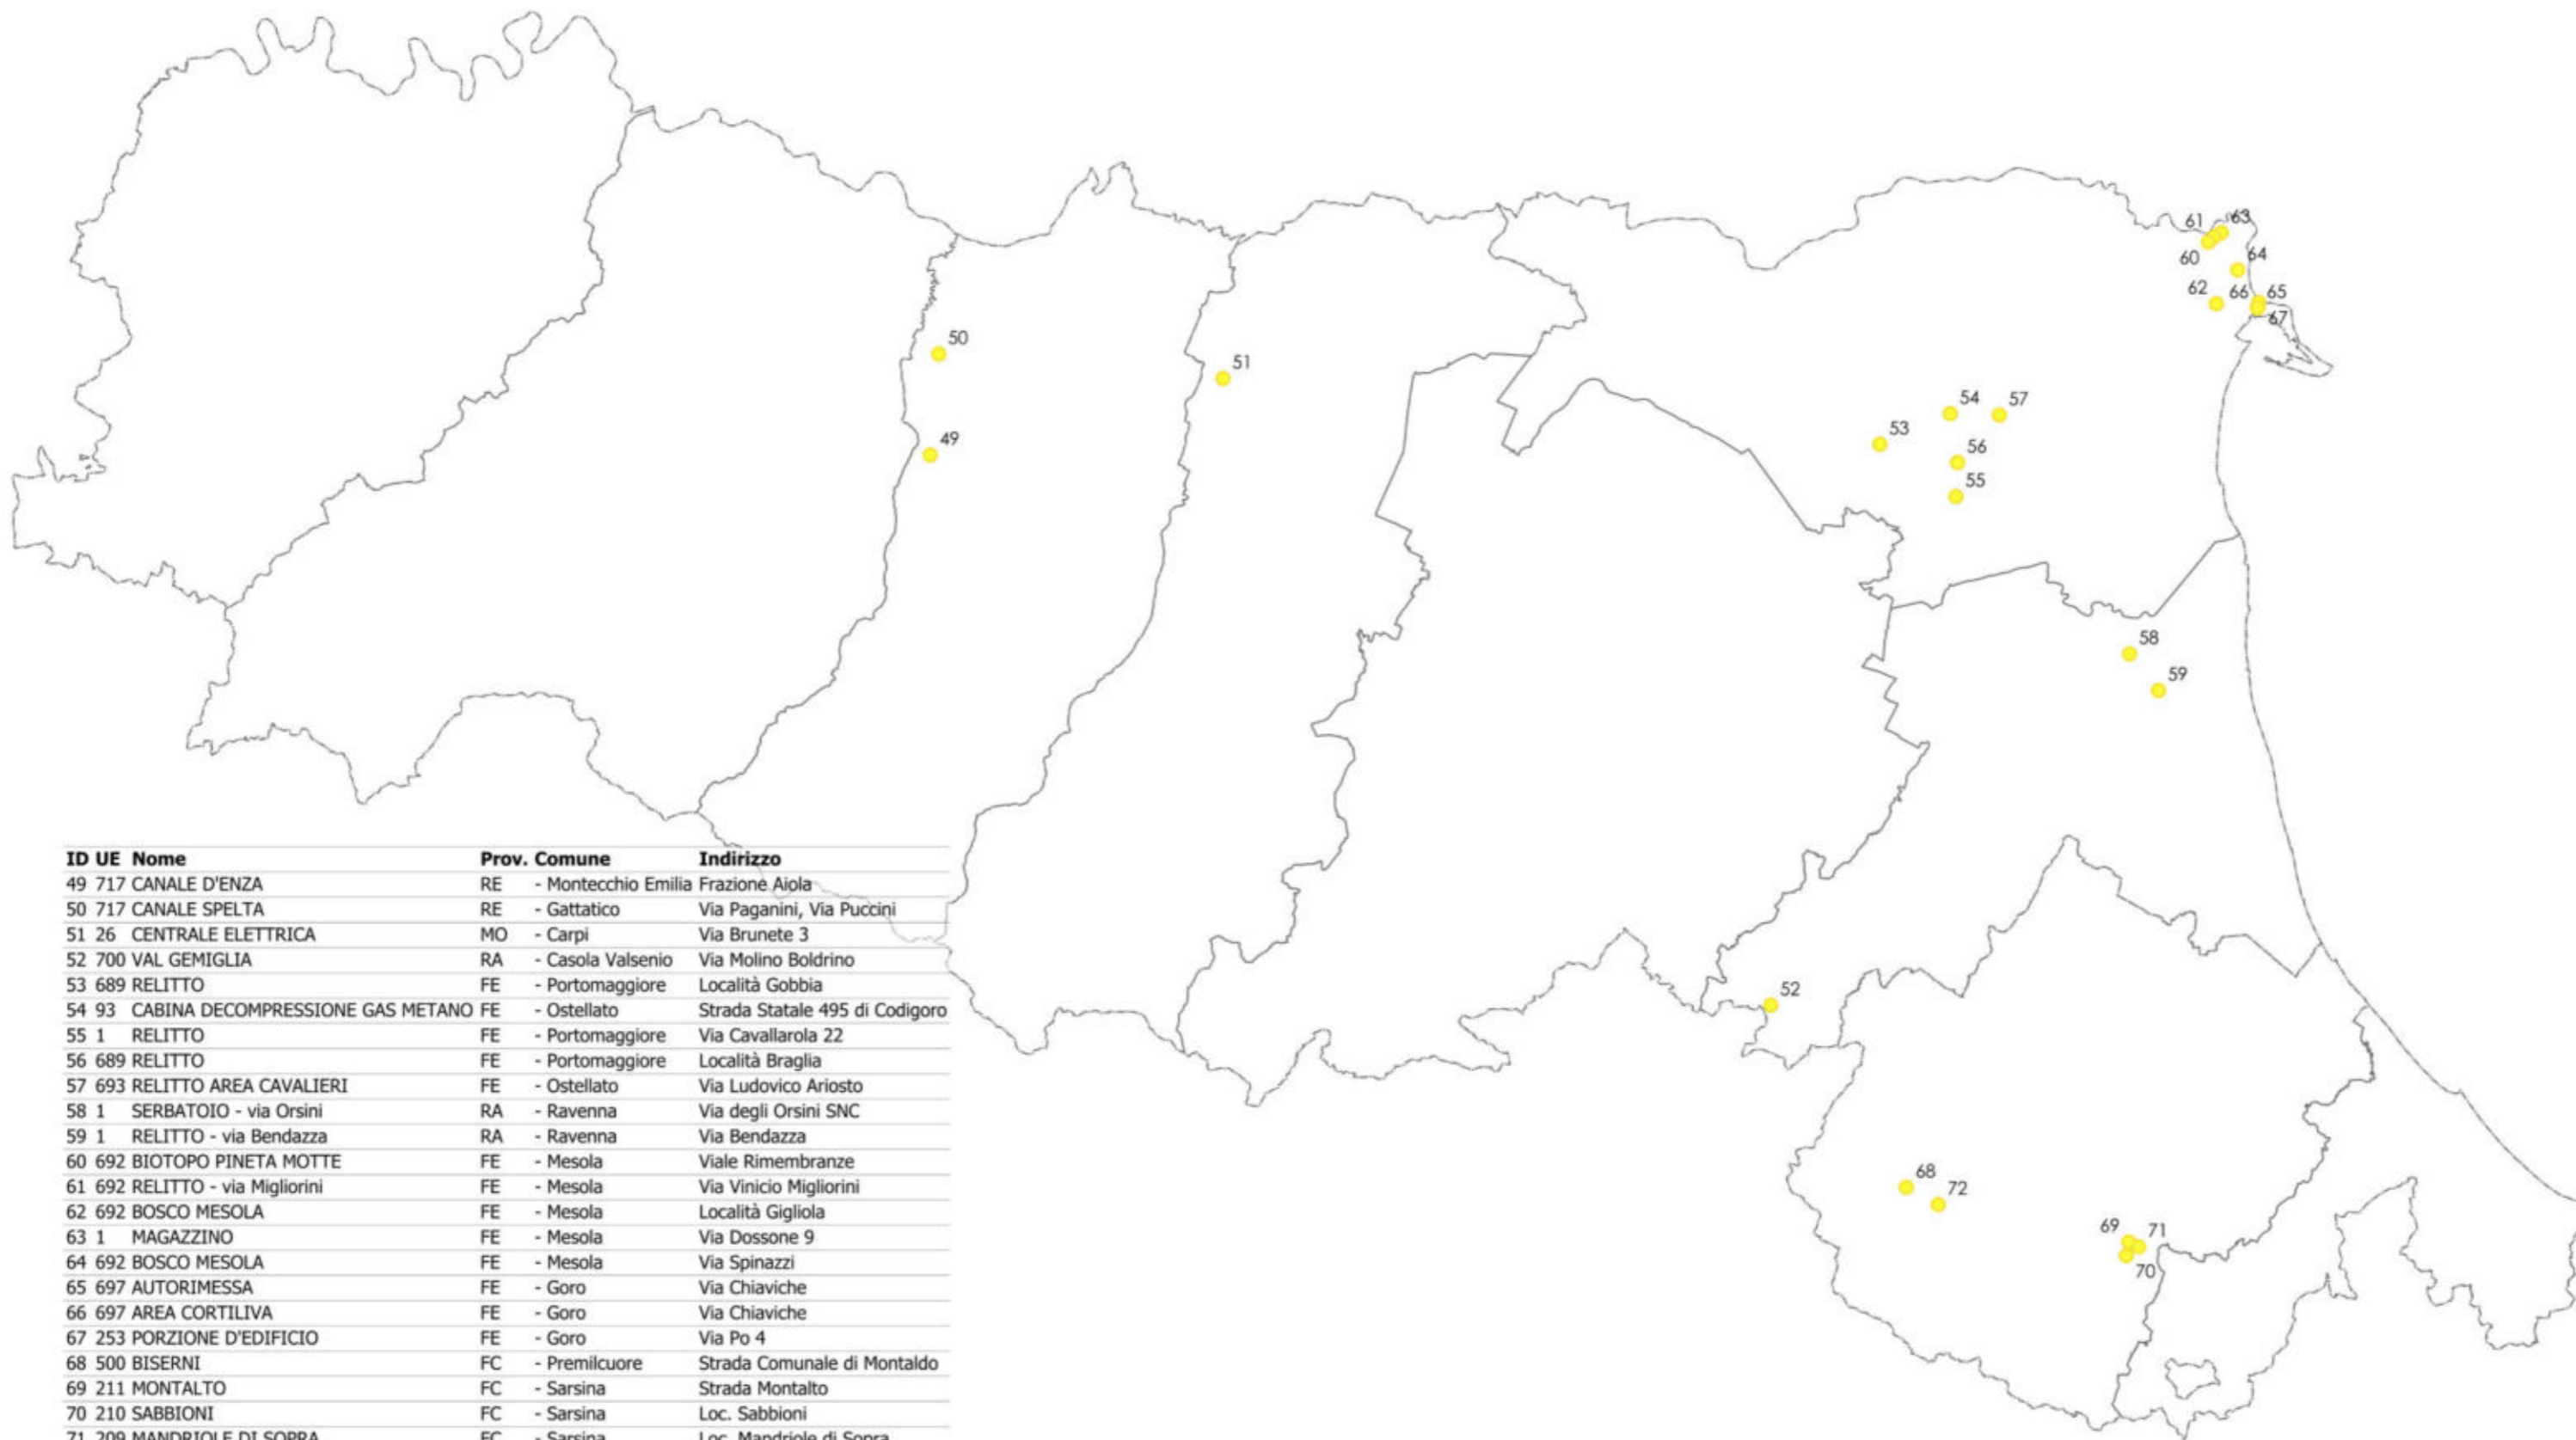 61 63
60 64
62 66 65
67
50
51
54 57
53
49
56
55
58
59
52
68
72
69 71
70
ID UE Nome Prov. Comune Indirizzo
49 717 CANALE D'ENZA RE - Montecchio Emilia Frazione Aiola
50 717 CANALE SPELTA RE - Gattatico Via Paganini, Via Puccini
51 26 CENTRALE ELETTRICA MO - Carpi Via Brunete 3
52 700 VAL GEMIGLIA RA - Casola Valsenio Via Molino Boldrino
53 689 RELITTO FE - Portomaggiore Località Gobbia
54 93 CABINA DECOMPRESSIONE GAS METANO FE - Ostellato Strada Statale 495 di Codigoro
55 1 RELITTO FE - Portomaggiore Via Cavallarola 22
56 689 RELITTO FE - Portomaggiore Località Braglia
57 693 RELITTO AREA CAVALIERI FE - Ostellato Via Ludovico Ariosto
58 1 SERBATOIO - via Orsini RA - Ravenna Via degli Orsini SNC
59 1 RELITTO - via Bendazza RA - Ravenna Via Bendazza
60 692 BIOTOPO PINETA MOTTE FE - Mesola Viale Rimembranze
61 692 RELITTO - via Migliorini FE - Mesola Via Vinicio Migliorini
62 692 BOSCO MESOLA FE - Mesola Località Gigliola
63 1 MAGAZZINO FE - Mesola Via Dossone 9
64 692 BOSCO MESOLA FE - Mesola Via Spinazzi
65 697 AUTORIMESSA FE - Goro Via Chiaviche
66 697 AREA CORTILIVA FE - Goro Via Chiaviche
67 253 PORZIONE D'EDIFICIO FE - Goro Via Po 4
68 500 BISERNI FC - Premilcuore Strada Comunale di Montaldo
69 211 MONTALTO FC - Sarsina Strada Montalto
70 210 SABBIONI FC - Sarsina Loc. Sabbioni
71 209 MANDRIOLE DI SOPRA FC - Sarsina Loc. Mandriole di Sopra